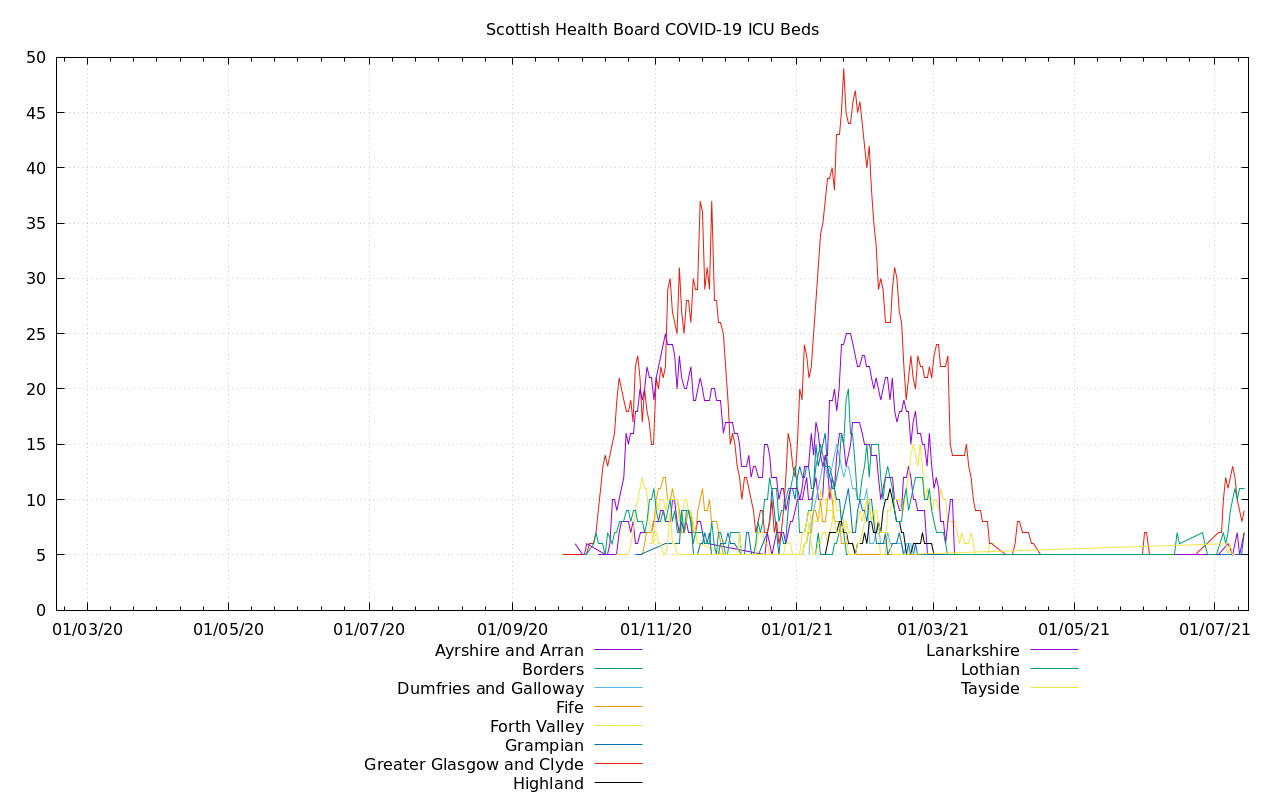 Scottish Health Board COVID-19 ICU Beds
50
45
40
35
30
25
20
15
10
5
0
01/03/20 01/05/20 01/07/20 01/09/20 01/11/20 01/01/21 01/03/21 01/05/21 01/07/21
Ayrshire and Arran
Borders
Dumfries and Galloway
Fife
Forth Valley
Grampian
Greater Glasgow and Clyde
Highland
Lanarkshire
Lothian
Tayside